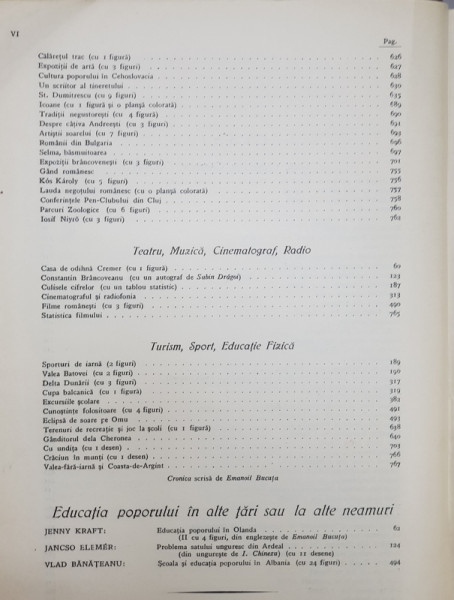 VI
Pag.
Călărețul trac (cu 1 figură) 626
Expoziții de artă (cu 3 figuri) 627
Cultura poporului în Cehoslovacia 628
Un scriitor al tineretului 630
St. Dumitrescu (cu 9 figuri) 635
Icoane (cu 1 figură și o planșă colorată) 689
Tradiții negustorești (cu 4 figură) 690
Despre câțiva Andreești (cu 3 figuri) 691
Artiștii soarelui (cu 7 figuri) 693
Românii din Bulgaria 696
Selma, băsmuitoarea 697
Expoziții brâncovenești (cu 3 figuri) 701
Gând românesc 755
Kós Károly (cu 5 figuri) 756
Lauda negoțului românesc (cu o planșă colorată) 757
Conferințele Pen-Clubului din Cluj 758
Parcuri Zoologice (cu 6 figuri) 760
Iosif Niyró (cu 3 figuri) 762
Teatru, Muzică, Cinematograf, Radio
Casa de odihnă Cremer (cu 1 figură) 69
Constantin Brâncoveanu (cu un autograf de Sabin Drăgoi) 123
Culisele cifrelor (cu un tablou statistic) 187
Cinematograful și radiofonia 313
Filme românești (cu 3 figuri) 490
Statistica filmului 765
Turism, Sport, Educație Fizică
Sporturi de iarnă (2 figuri) 189
Valea Batovei (cu 2 figuri) 190
Delta Dunării (cu 3 figuri) 317
Cupa balcanică (cu 1 figură) 319
Excursiile școlare 384
Cunoștințe folositoare (cu 4 figuri) 491
Eclipsă de soare pe Omu 493
Terenuri de recreație și joc la școli (cu 1 figură) 638
Gânditorul dela Cheronea 640
Cu undița (cu 1 desen) 703
Crăciun în munți (cu 1 desen) 766
Valea-fără-iarnă și Coasta-de-Argint 767
Cronica scrisă de Emanoil Bucuța
Educația poporului în alte țări sau la alte neamuri
JENNY KRAFT: Educația poporului în Olanda 62
(II cu 4 figuri, din englezește de Emanoil Bucuța)
JANCSO ELEMÉR: Problema satului unguresc din Ardeal 124
(din ungurește de I. Chinezu) (cu 11 desene)
VLAD BĂNĂȚEANU: Școala și educația poporului în Albania (cu 24 figuri) 494